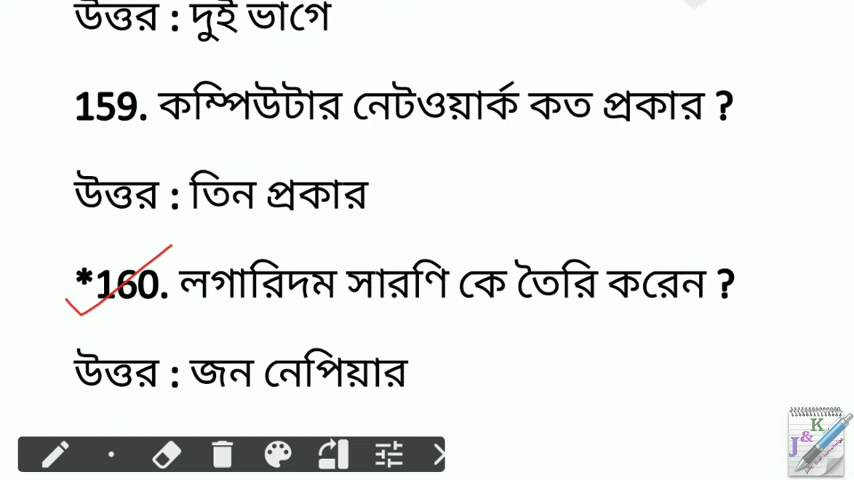 উত্তর : দুই ভাগে
159. কম্পিউটার নেটওয়ার্ক কত প্রকার ?
উত্তর : তিন প্রকার
*160. লগারিদম সারণি কে তৈরি করেন ?
উত্তর : জন নেপিয়ার
J&K